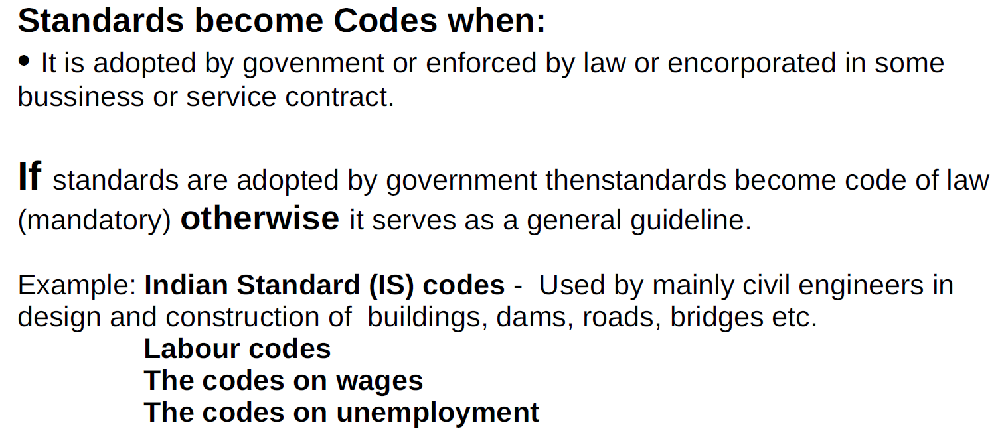 Standards become Codes when:
• It is adopted by govenment or enforced by law or encorporated in some
bussiness or service contract.
If standards are adopted by government thenstandards become code of law
(mandatory) otherwise it serves as a general guideline.
Example: Indian Standard (IS) codes - Used by mainly civil engineers in
design and construction of buildings, dams, roads, bridges etc.
Labour codes
The codes on wages
The codes on unemployment